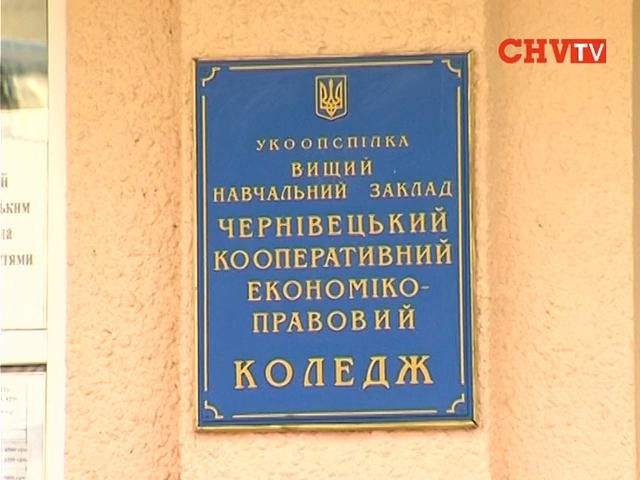 CHVTV
УКООПСПІЛКА
ВИЩИЙ
НАВЧАЛЬНИЙ ЗАКЛАД
ЧЕРНІВЕЦЬКИЙ
КООПЕРАТИВНИЙ
ЕКОНОМІКО-
ПРАВОВИЙ
КОЛЕДЖ